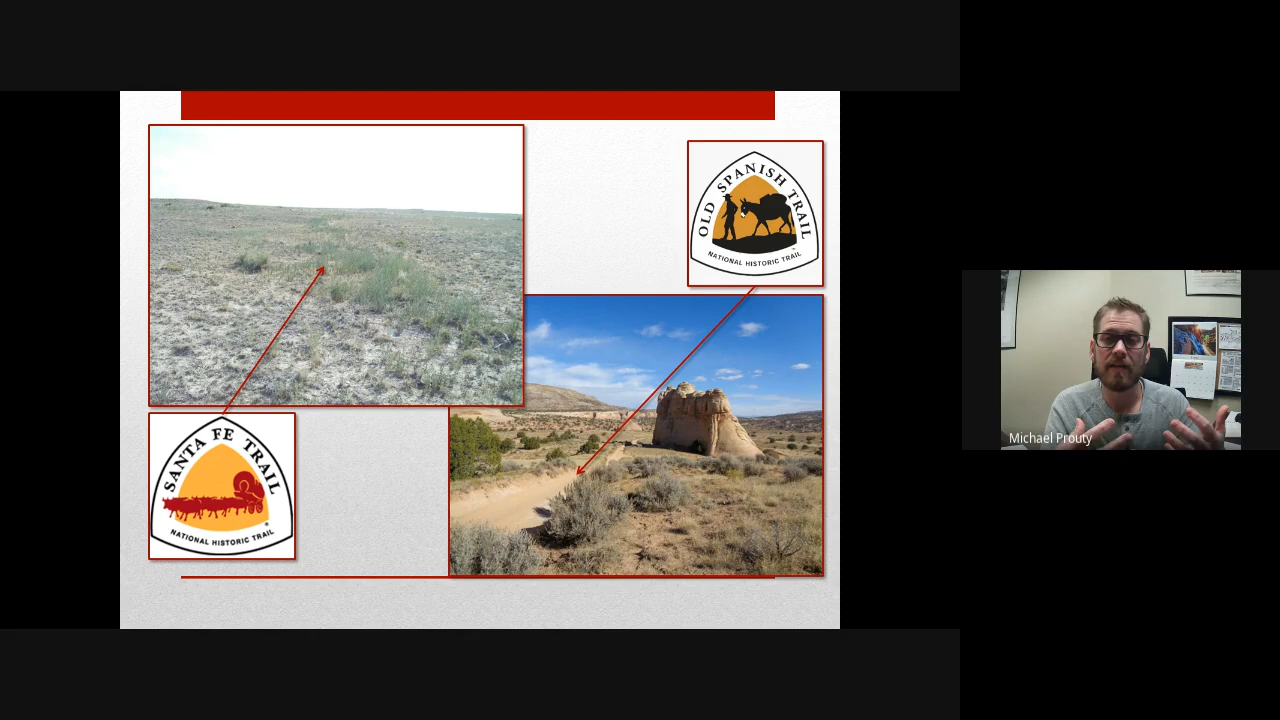 OLD SPANISH TRAIL
NATIONAL HISTORIC TRAIL
SANTA FE TRAIL
NATIONAL HISTORIC TRAIL
Michael Prouty